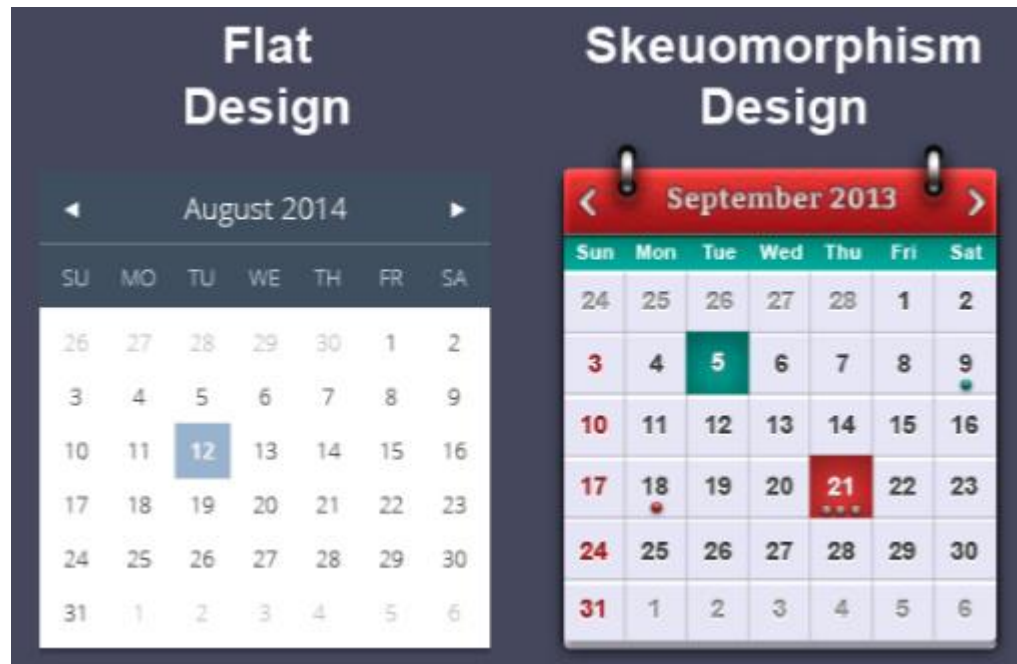 Flat
Design
August 2014
SU MO TU WE TH FR SA
26 27 28 29 30 1 2
3 4 5 6 7 8 9
10 11 12 13 14 15 16
17 18 19 20 21 22 23
24 25 26 27 28 29 30
31 1 2 3 4 5 6
Skeuomorphism
Design
September 2013
Sun Mon Tue Wed Thu Fri Sat
24 25 26 27 28 1 2
3 4 5 6 7 8 9
10 11 12 13 14 15 16
17 18 19 20 21 22 23
24 25 26 27 28 29 30
31 1 2 3 4 5 6